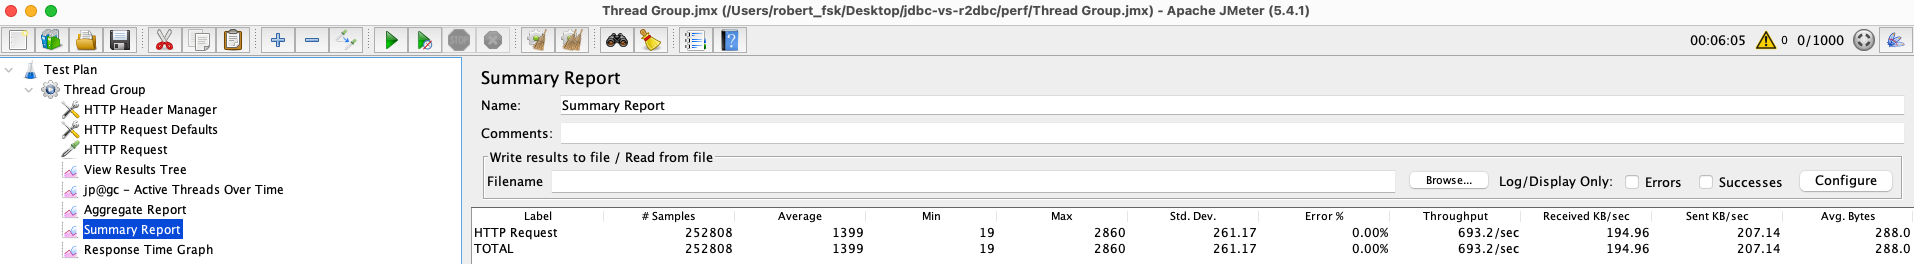 Thread Group.jmx (/Users/robert_fsk/Desktop/jdbc-vs-r2dbc/perf/Thread Group.jmx) - Apache JMeter (5.4.1)
00:06:05 0 0/1000
Test Plan
Thread Group
HTTP Header Manager
HTTP Request Defaults
HTTP Request
View Results Tree
jp@gc - Active Threads Over Time
Aggregate Report
Summary Report
Response Time Graph
Summary Report
Name: Summary Report
Comments:
Write results to file / Read from file
Filename Browse... Log/Display Only: Errors Successes Configure
Label # Samples Average Min Max Std. Dev. Error % Throughput Received KB/sec Sent KB/sec Avg. Bytes
HTTP Request 252808 1399 19 2860 261.17 0.00% 693.2/sec 194.96 207.14 288.0
TOTAL 252808 1399 19 2860 261.17 0.00% 693.2/sec 194.96 207.14 288.0